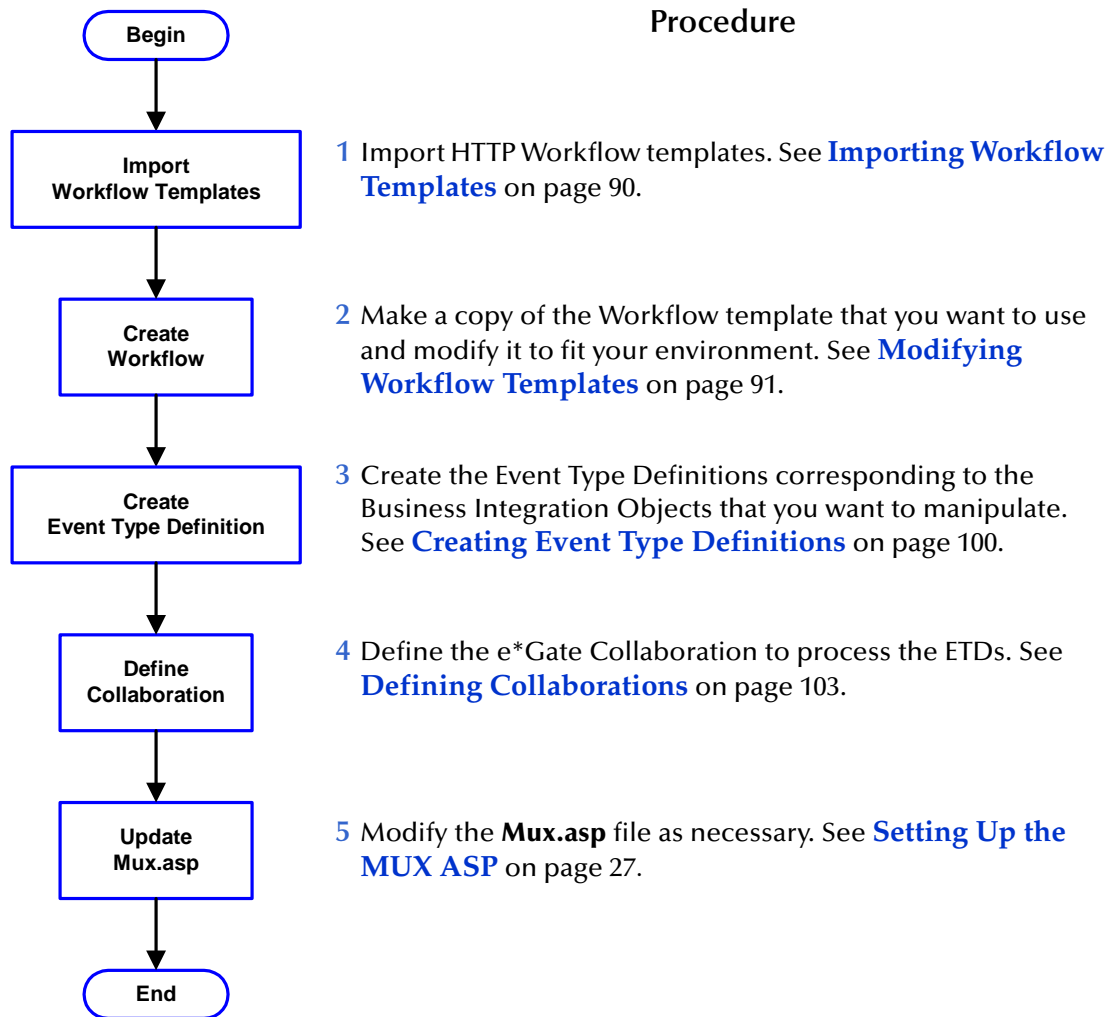 Procedure
Begin
Import
Workflow Templates
1 Import HTTP Workflow templates. See Importing Workflow
Templates on page 90.
Create
Workflow
2 Make a copy of the Workflow template that you want to use
and modify it to fit your environment. See Modifying
Workflow Templates on page 91.
Create
Event Type Definition
3 Create the Event Type Definitions corresponding to the
Business Integration Objects that you want to manipulate.
See Creating Event Type Definitions on page 100.
Define
Collaboration
4 Define the e*Gate Collaboration to process the ETDs. See
Defining Collaborations on page 103.
Update
Mux.asp
5 Modify the Mux.asp file as necessary. See Setting Up the
MUX ASP on page 27.
End